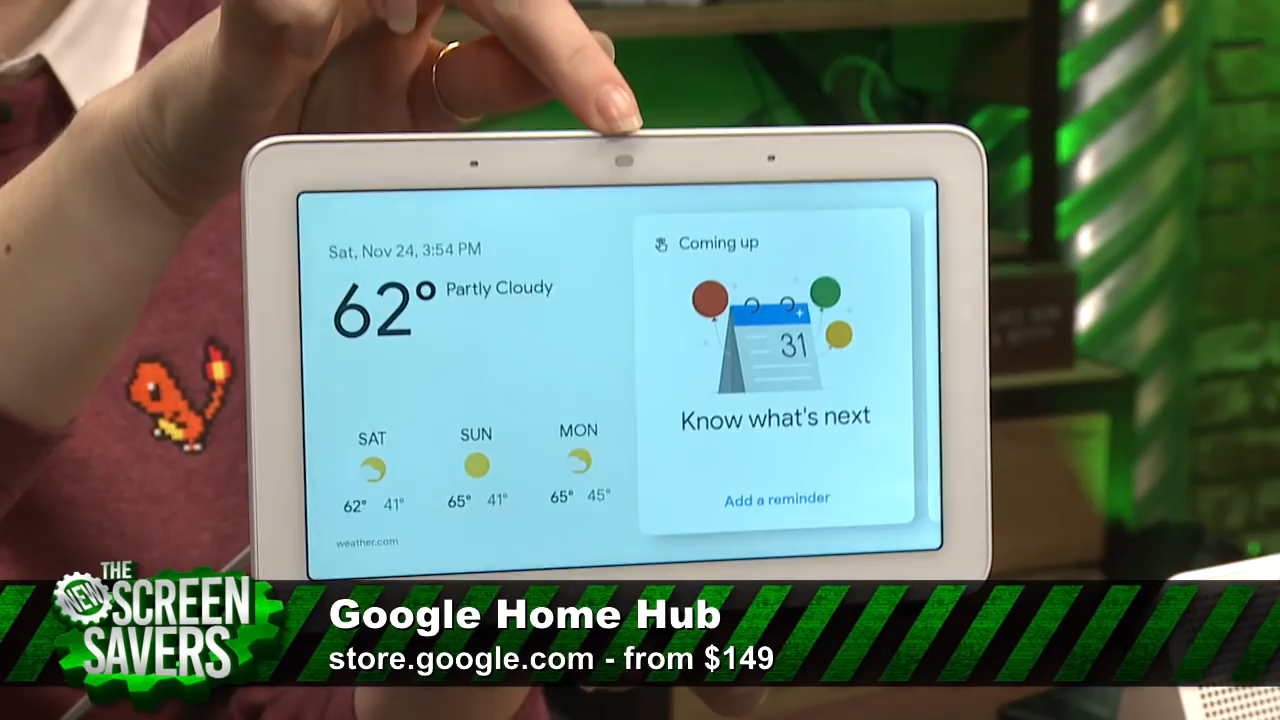 Sat, Nov 24, 3:54 PM
62° Partly Cloudy
SAT SUN MON
62° 41° 65° 41° 65° 45°
weather.com
Coming up
31
Know what's next
Add a reminder
THE
NEW
SCREEN
SAVERS
Google Home Hub
store.google.com - from $149